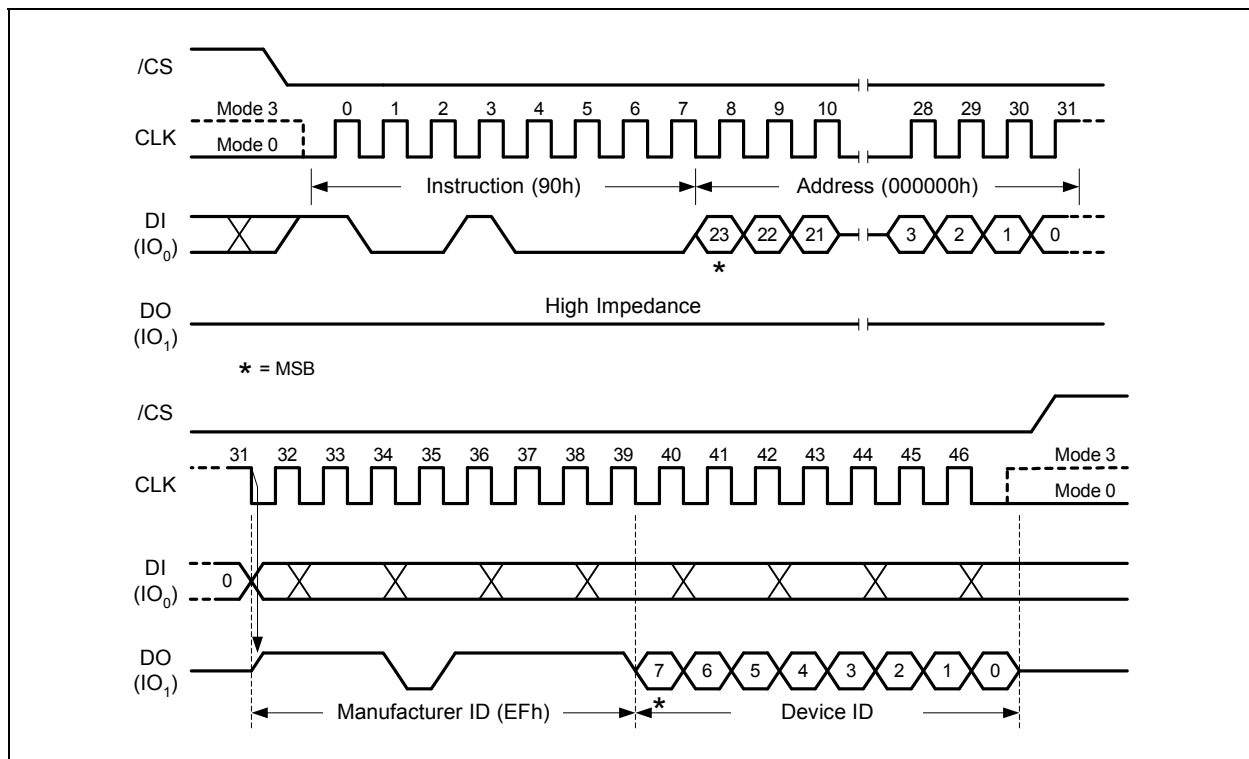 /CS
Mode 3
0 1 2 3 4 5 6 7 8 9 10 28 29 30 31
CLK
Mode 0
Instruction (90h) Address (000000h)
DI
(IO0)
23 22 21 3 2 1 0
*
High Impedance
DO
(IO1)
* = MSB
/CS
31 32 33 34 35 36 37 38 39 40 41 42 43 44 45 46
Mode 3
CLK
Mode 0
DI
(IO0)
0
DO
(IO1)
7 6 5 4 3 2 1 0
*
Manufacturer ID (EFh) Device ID